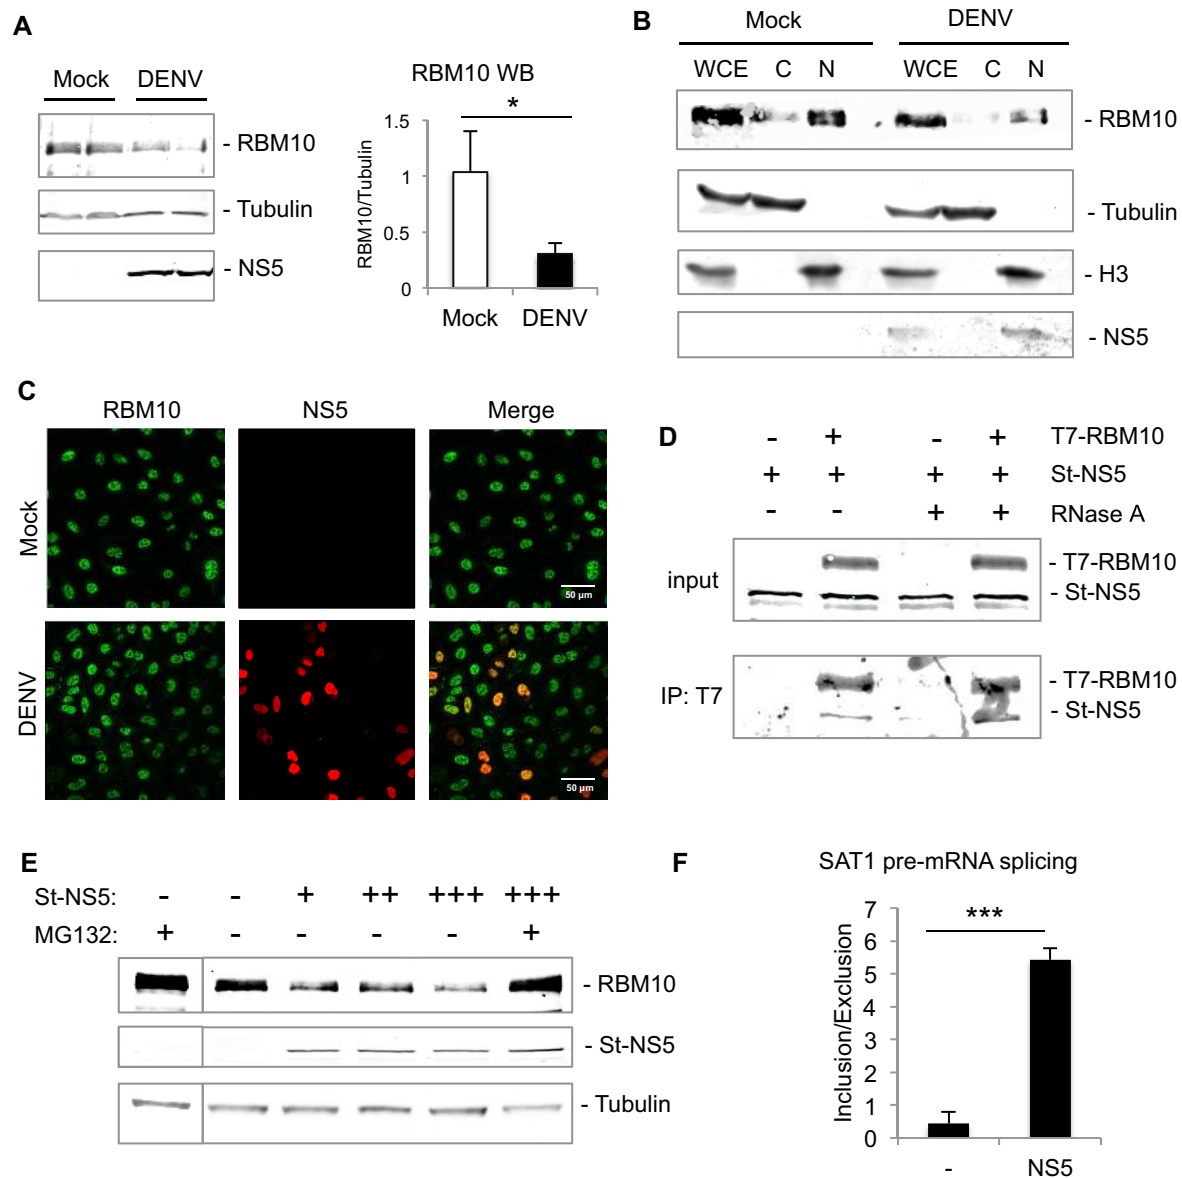 A
Mock DENV
- RBM10
- Tubulin
- NS5
RBM10 WB
*
RBM10/Tubulin
1.5
1
0.5
0
Mock DENV
B
Mock DENV
WCE C N WCE C N
- RBM10
- Tubulin
- H3
- NS5
C
RBM10 NS5 Merge
Mock
50 µm
DENV
50 µm
D
- + - + T7-RBM10
+ + + + St-NS5
- - + + RNase A
input
- T7-RBM10
- St-NS5
IP: T7
- T7-RBM10
- St-NS5
E
St-NS5: - - + ++ +++ +++
MG132: + - - - - +
- RBM10
- St-NS5
- Tubulin
F
SAT1 pre-mRNA splicing
***
Inclusion/Exclusion
7
6
5
4
3
2
1
0
- NS5